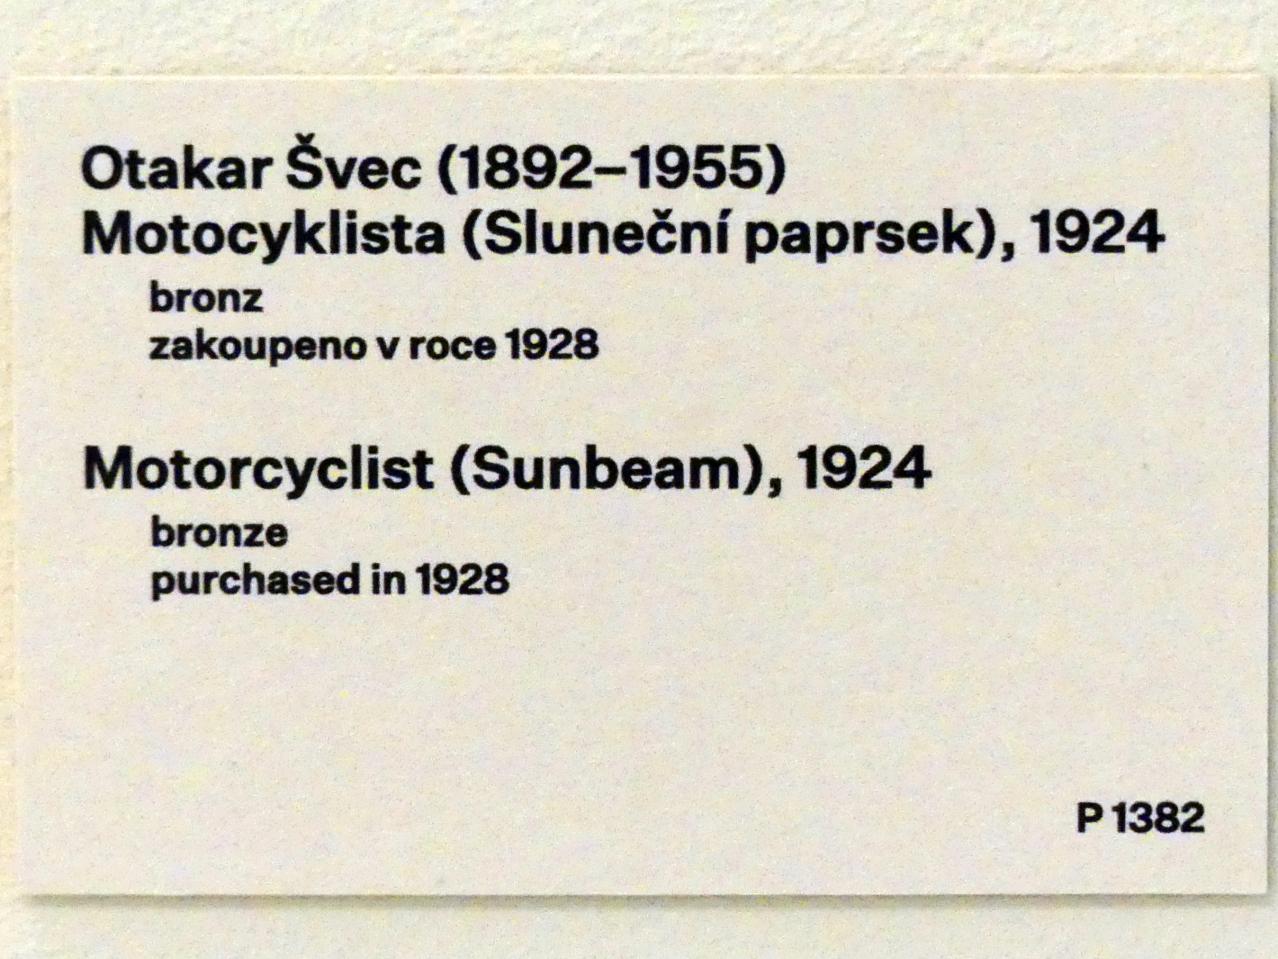 Otakar Švec (1892–1955)
Motocyklista (Sluneční paprsek), 1924
bronz
zakoupeno v roce 1928
Motorcyclist (Sunbeam), 1924
bronze
purchased in 1928
P 1382